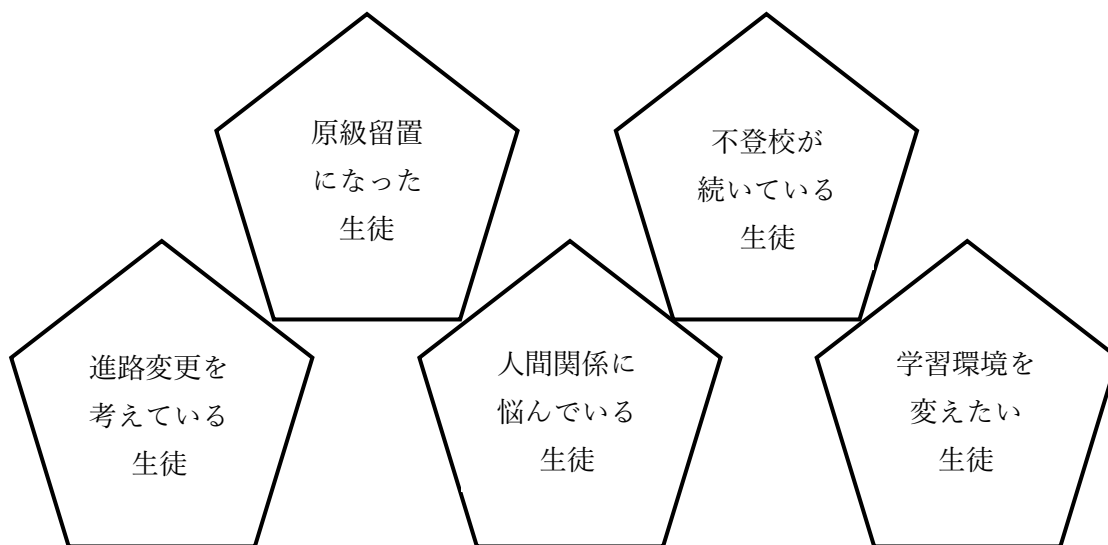 原級留置
になった
生徒
不登校が
続いている
生徒
進路変更を
考えている
生徒
人間関係に
悩んでいる
生徒
学習環境を
変えたい
生徒